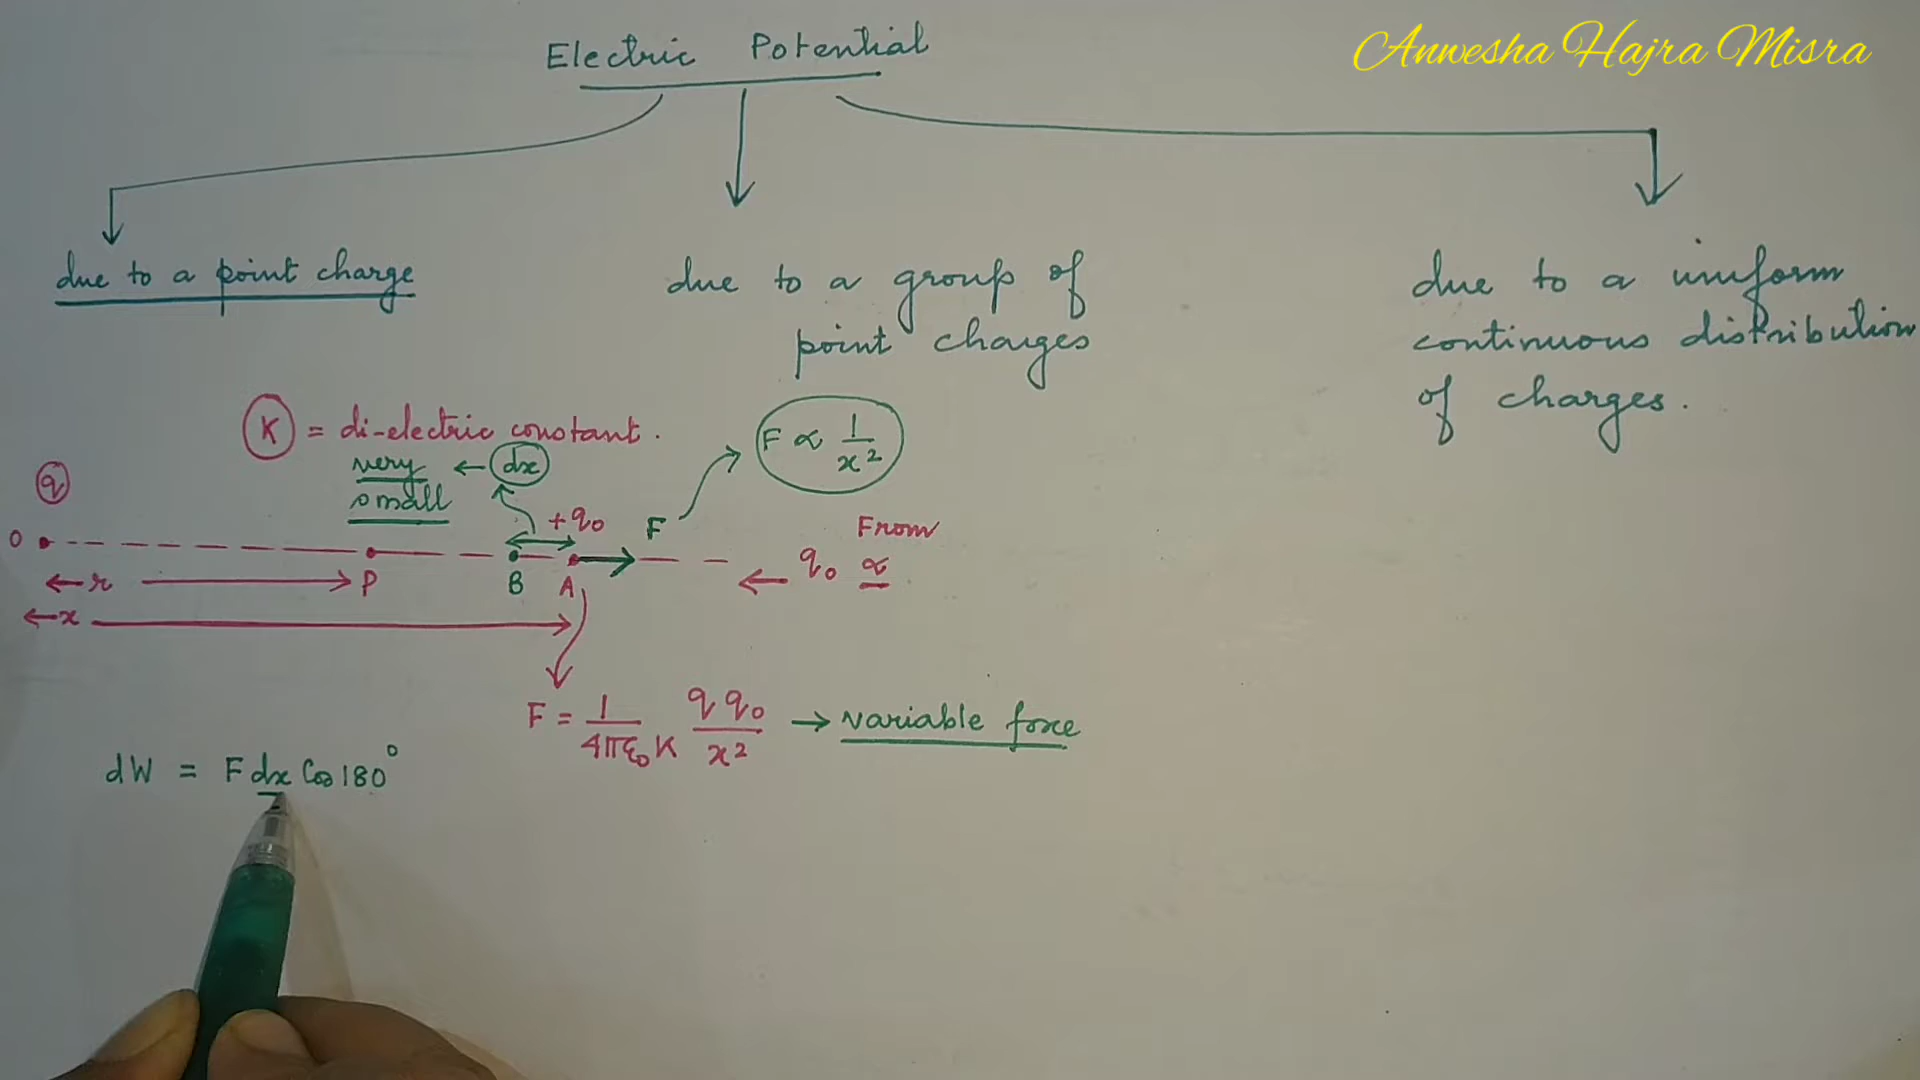 Anwesha Hajra Misra
Electric Potential
due to a point charge
due to a group of
point charges
due to a uniform
continuous distribution
of charges.
K = di-electric constant.
very ← dx
small
F ∝ 1/x²
q
+q₀
F
From
O
← r → P
B
A
← q₀ ∝
← x →
F = 1/4πε₀K qq₀/x² → variable force
dW = F dx Cos 180°